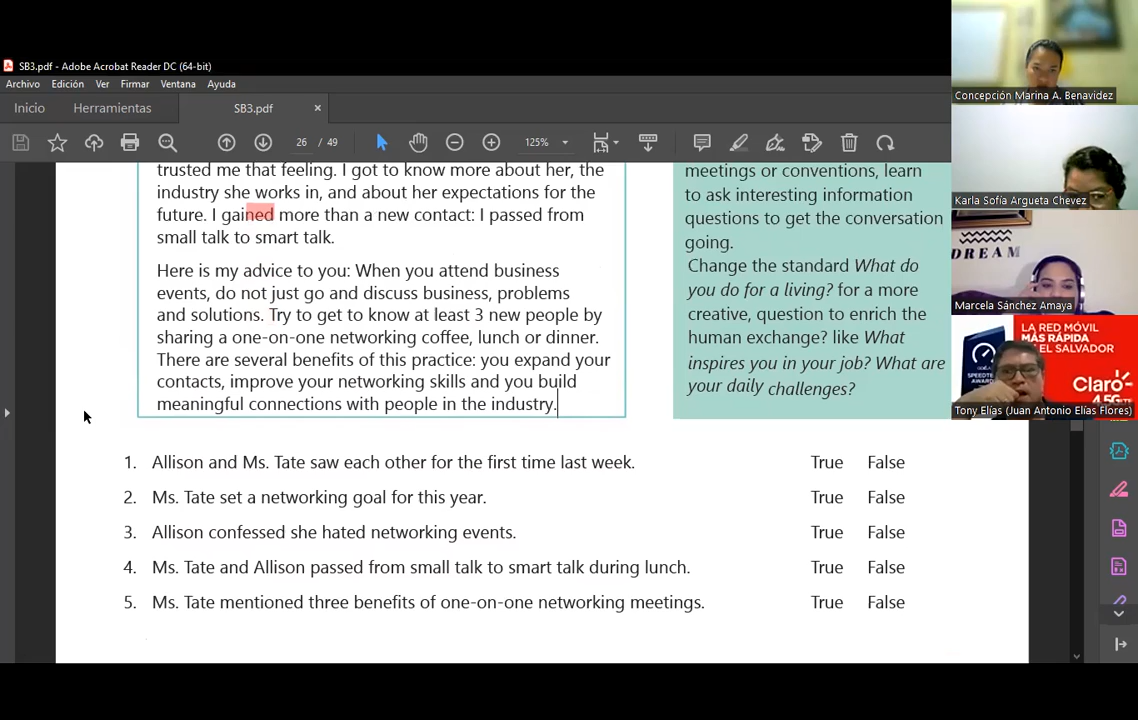 SB3.pdf - Adobe Acrobat Reader DC (64-bit)
Archivo Edición Ver Firmar Ventana Ayuda
Inicio Herramientas SB3.pdf ×
26 / 49 125%
trusted me that feeling. I got to know more about her, the
industry she works in, and about her expectations for the
future. I gained more than a new contact: I passed from
small talk to smart talk.
Here is my advice to you: When you attend business
events, do not just go and discuss business, problems
and solutions. Try to get to know at least 3 new people by
sharing a one-on-one networking coffee, lunch or dinner.
There are several benefits of this practice: you expand your
contacts, improve your networking skills and you build
meaningful connections with people in the industry.
meetings or conventions, learn
to ask interesting information
questions to get the conversation
going.
Change the standard What do
you do for a living? for a more
creative, question to enrich the
human exchange? like What
inspires you in your job? What are
your daily challenges?
1. Allison and Ms. Tate saw each other for the first time last week. True False
2. Ms. Tate set a networking goal for this year. True False
3. Allison confessed she hated networking events. True False
4. Ms. Tate and Allison passed from small talk to smart talk during lunch. True False
5. Ms. Tate mentioned three benefits of one-on-one networking meetings. True False
Concepción Marina A. Benavidez
Karla Sofía Argueta Chevez
DREAM
Marcela Sánchez Amaya
LA RED MÓVIL
MÁS RÁPIDA
EL SALVADOR
Claro
4.5G
Tony Elías (Juan Antonio Elías Flores)